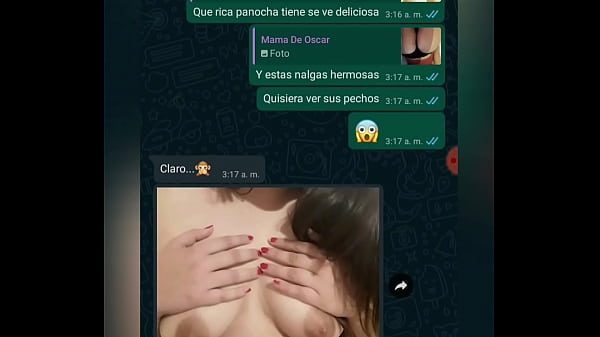 Que rica panocha tiene se ve deliciosa 3:16 a. m.
Mama De Oscar
Foto
Y estas nalgas hermosas 3:17 a. m.
Quisiera ver sus pechos 3:17 a. m.
3:17 a. m.
Claro... 3:17 a. m.